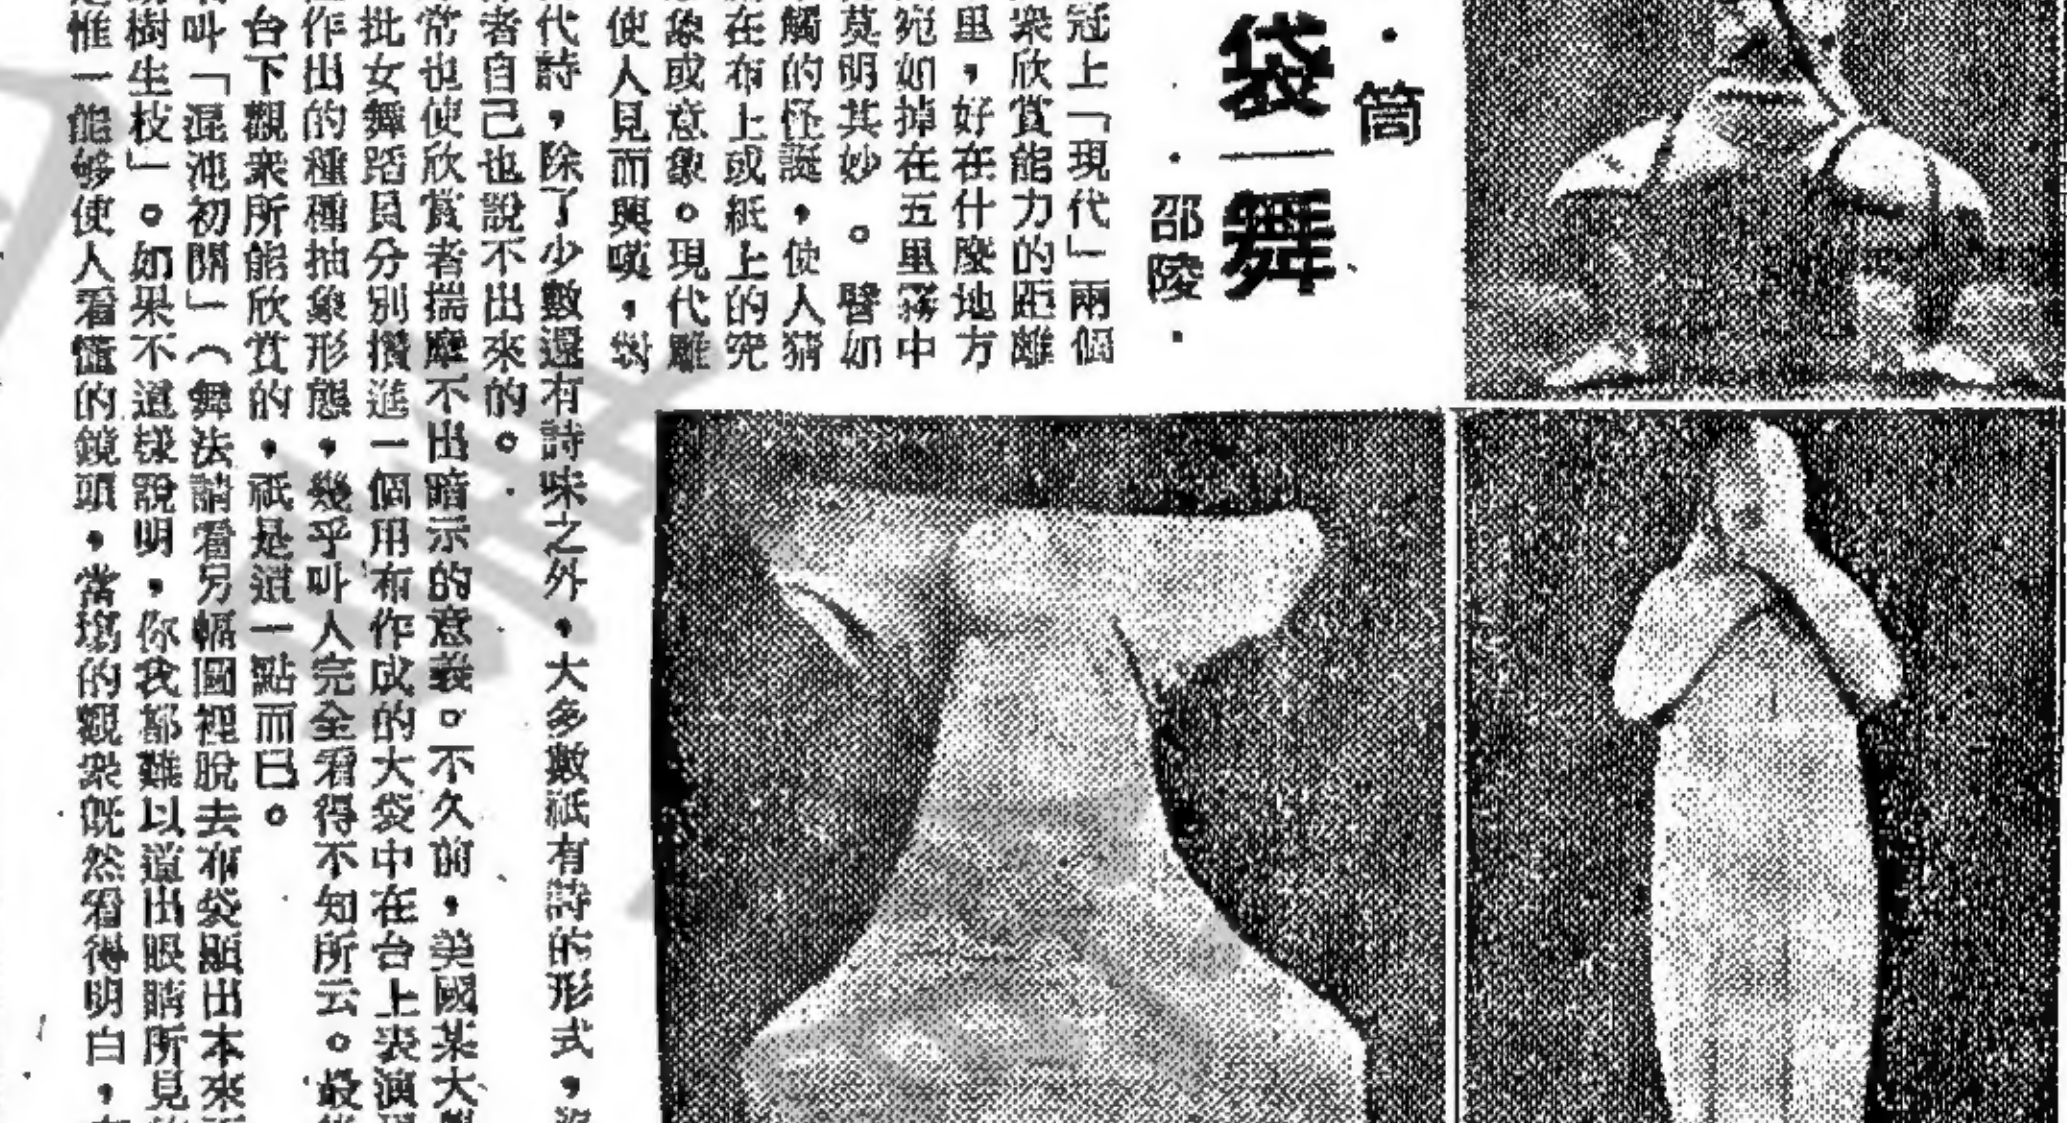 ·筒
袋—舞
·邵陵·
冠上「現代」兩個
衆欣賞能力的距離
里，好在什麽地方
宛如掉在五里霧中
莫明其妙。譬如
觸的怪誕，使人猜
在布上或紙上的究
象或意象。現代雕
使人見而興嘆，對
代詩，除了少數還有詩味之外，大多數祇有詩的形式，
者自己也說不出來的。
常也使欣賞者揣摩不出暗示的意義。不久前，美國某大學
批女舞蹈員分別攢進一個用布作成的大袋中在台上表演
作出的種種抽象形態，幾乎叫人完全看得不知所云。最
台下觀衆所能欣賞的，祇是這一點而已。
叫「混沌初開」（舞法請看另幅圖裡脫去布袋顯出本來
樹生枝」。如果不這樣說明，你我都難以道出眼睛所見
惟一能够使人看懂的鏡頭，當場的觀衆旣然看得明白，